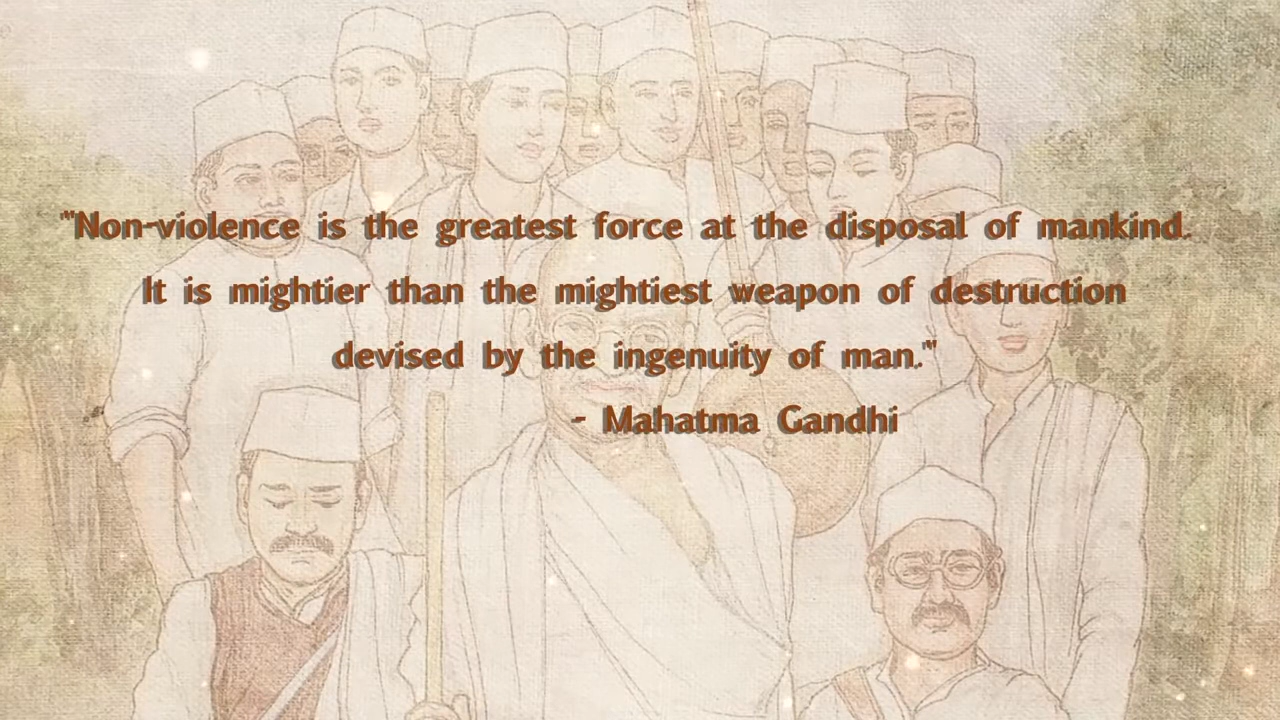 "Non-violence is the greatest force at the disposal of mankind.
It is mightier than the mightiest weapon of destruction
devised by the ingenuity of man."
- Mahatma Gandhi